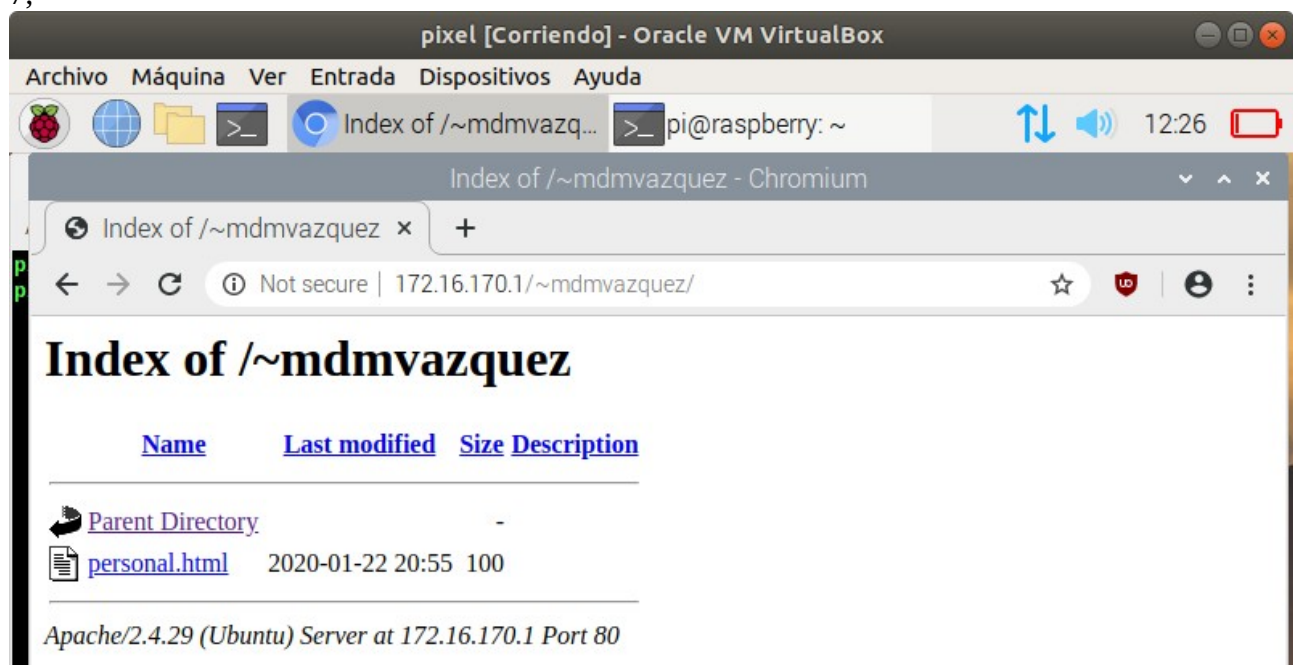 7,
pixel [Corriendo] - Oracle VM VirtualBox
Archivo Máquina Ver Entrada Dispositivos Ayuda
>_ Index of /~mdmvazq... >_ pi@raspberry: ~ 12:26
Index of /~mdmvazquez - Chromium
Index of /~mdmvazquez × +
p
p
Not secure | 172.16.170.1/~mdmvazquez/
Index of /~mdmvazquez
Name Last modified Size Description
Parent Directory -
personal.html 2020-01-22 20:55 100
Apache/2.4.29 (Ubuntu) Server at 172.16.170.1 Port 80